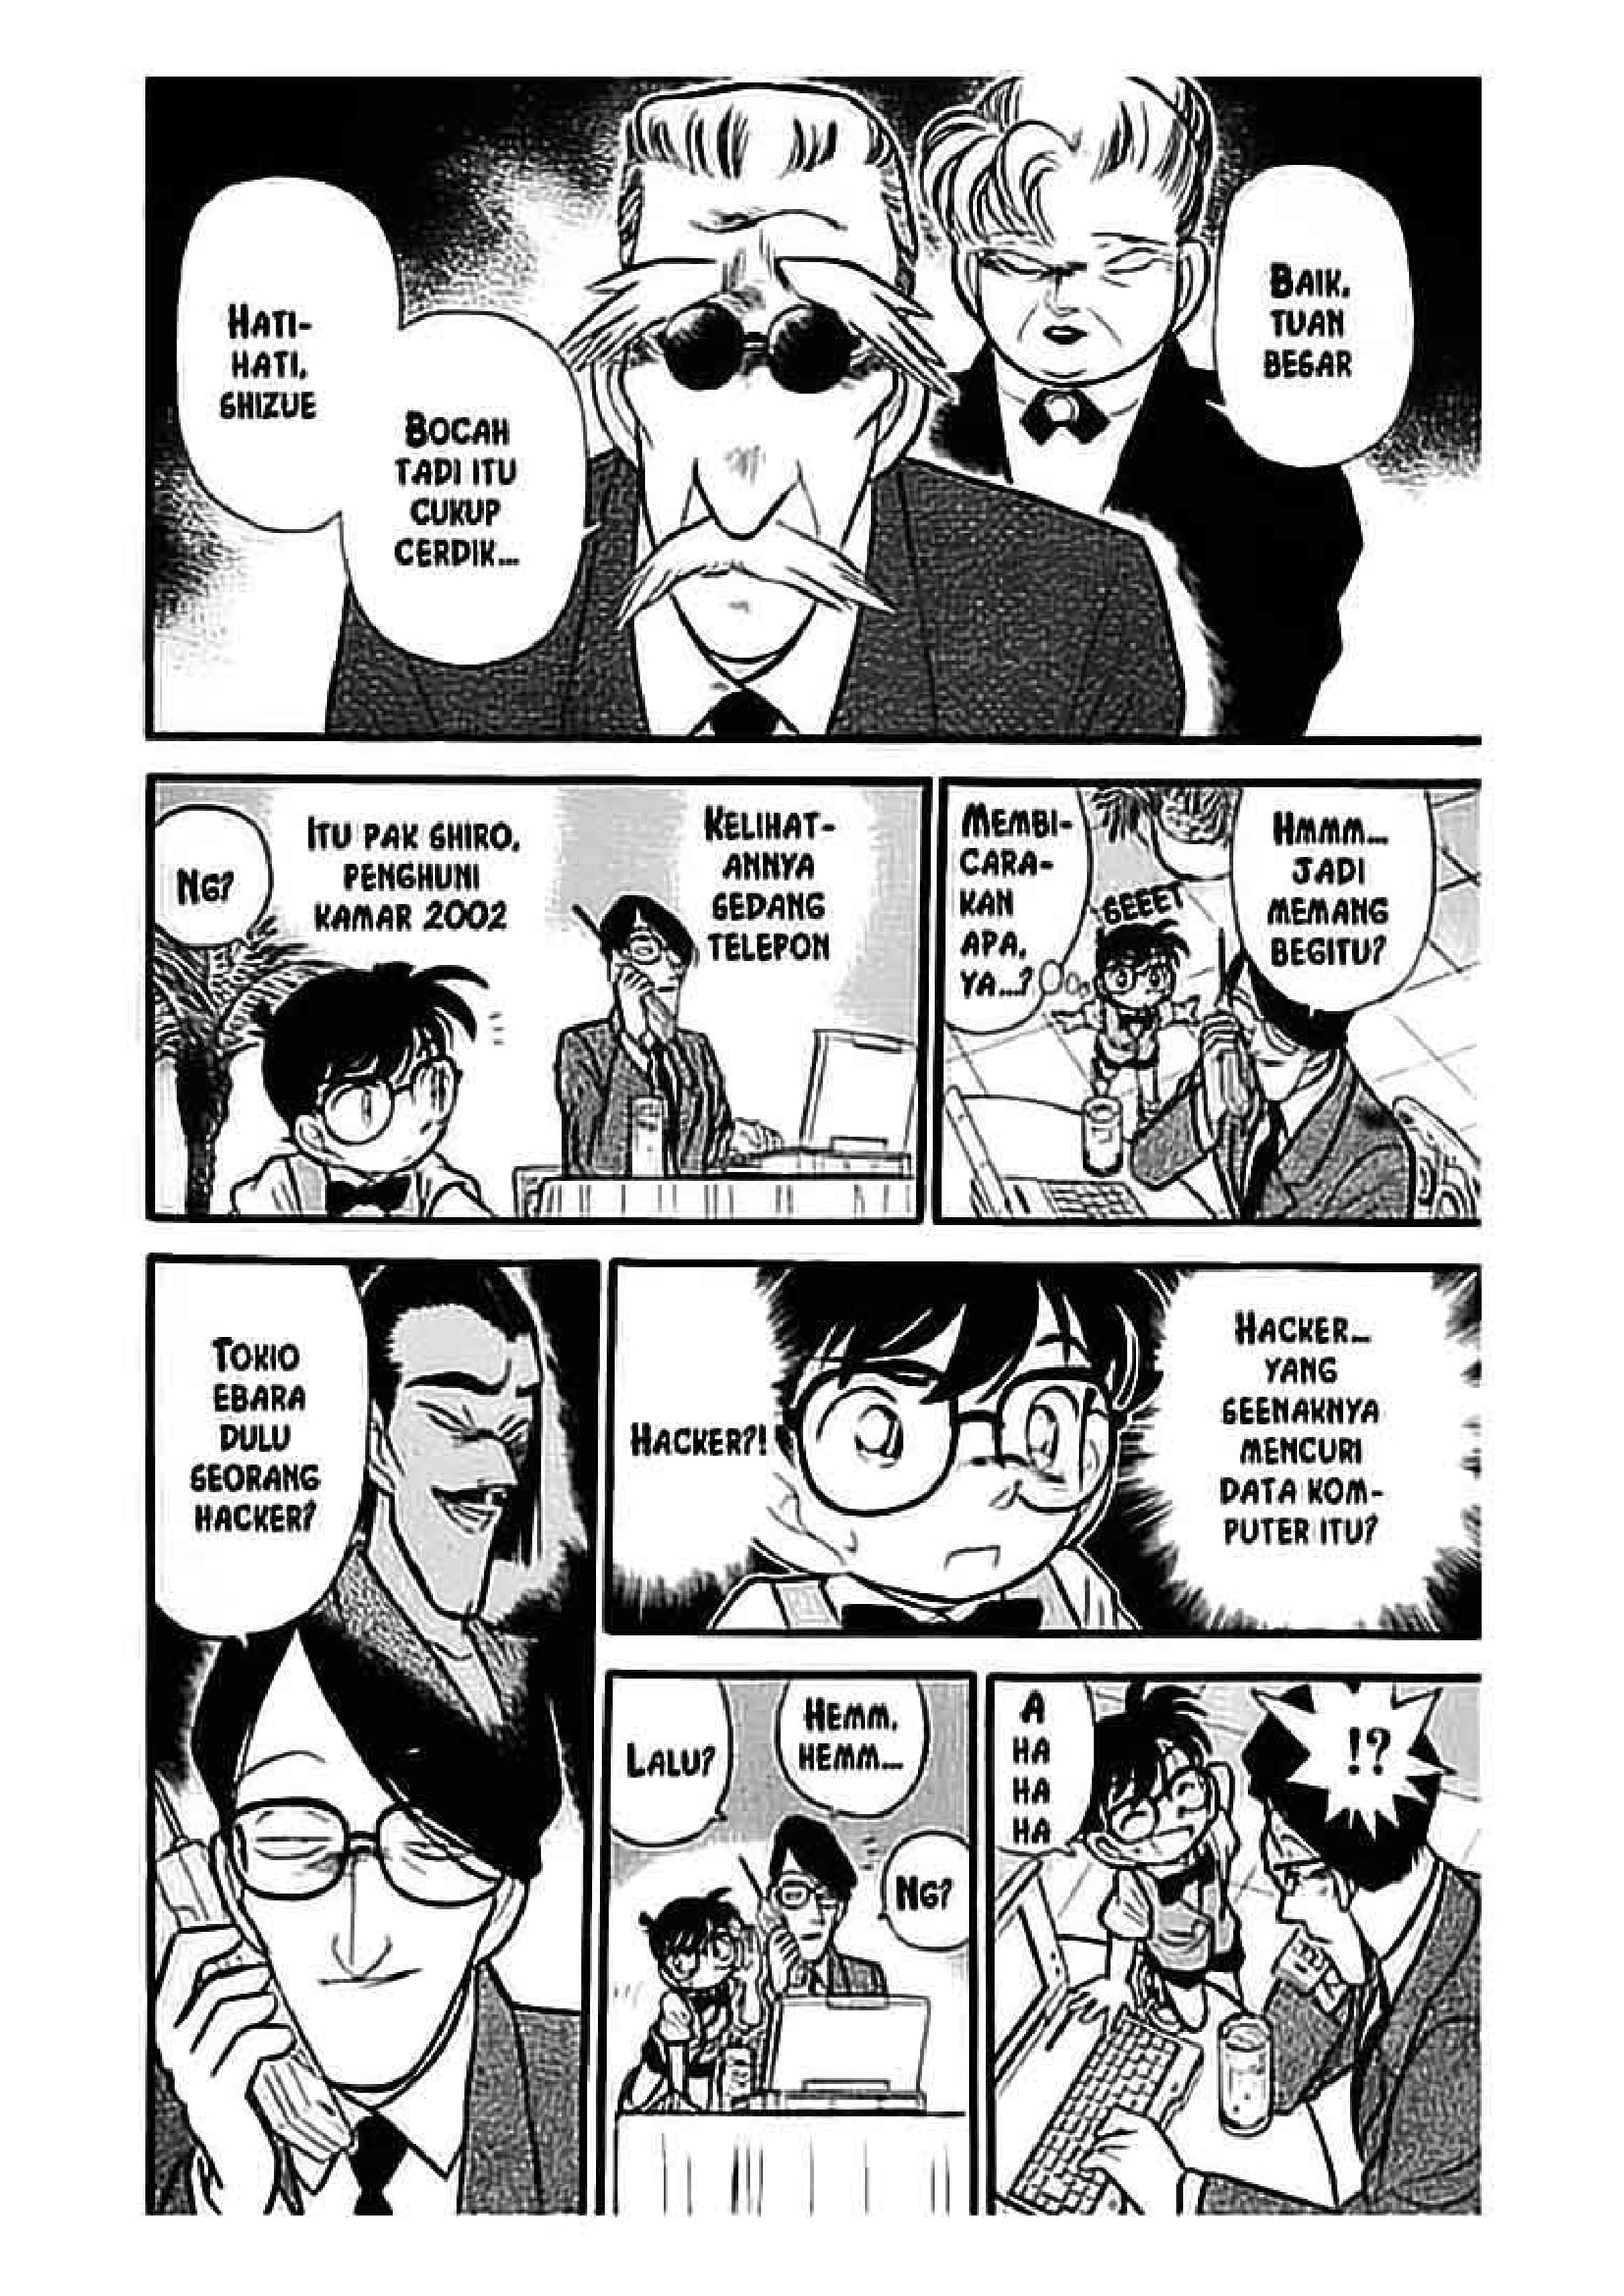 HATI-
HATI,
SHIZUE
BOCAH
TADI ITU
CUKUP
CERDIK...
BAIK,
TUAN
BESAR
NG?
ITU PAK SHIRO,
PENGHUNI
KAMAR 2002
KELIHAT-
ANNYA
SEDANG
TELEPON
MEMBI-
CARA-
KAN
APA,
YA...?
SEEET
HMMM...
JADI
MEMANG
BEGITU?
TOKIO
EBARA
DULU
SEORANG
HACKER?
HACKER?!
HACKER...
YANG
SEENAKNYA
MENCURI
DATA KOM-
PUTER ITU?
LALU?
HEMM,
HEMM...
NG?
A
HA
HA
HA
!?